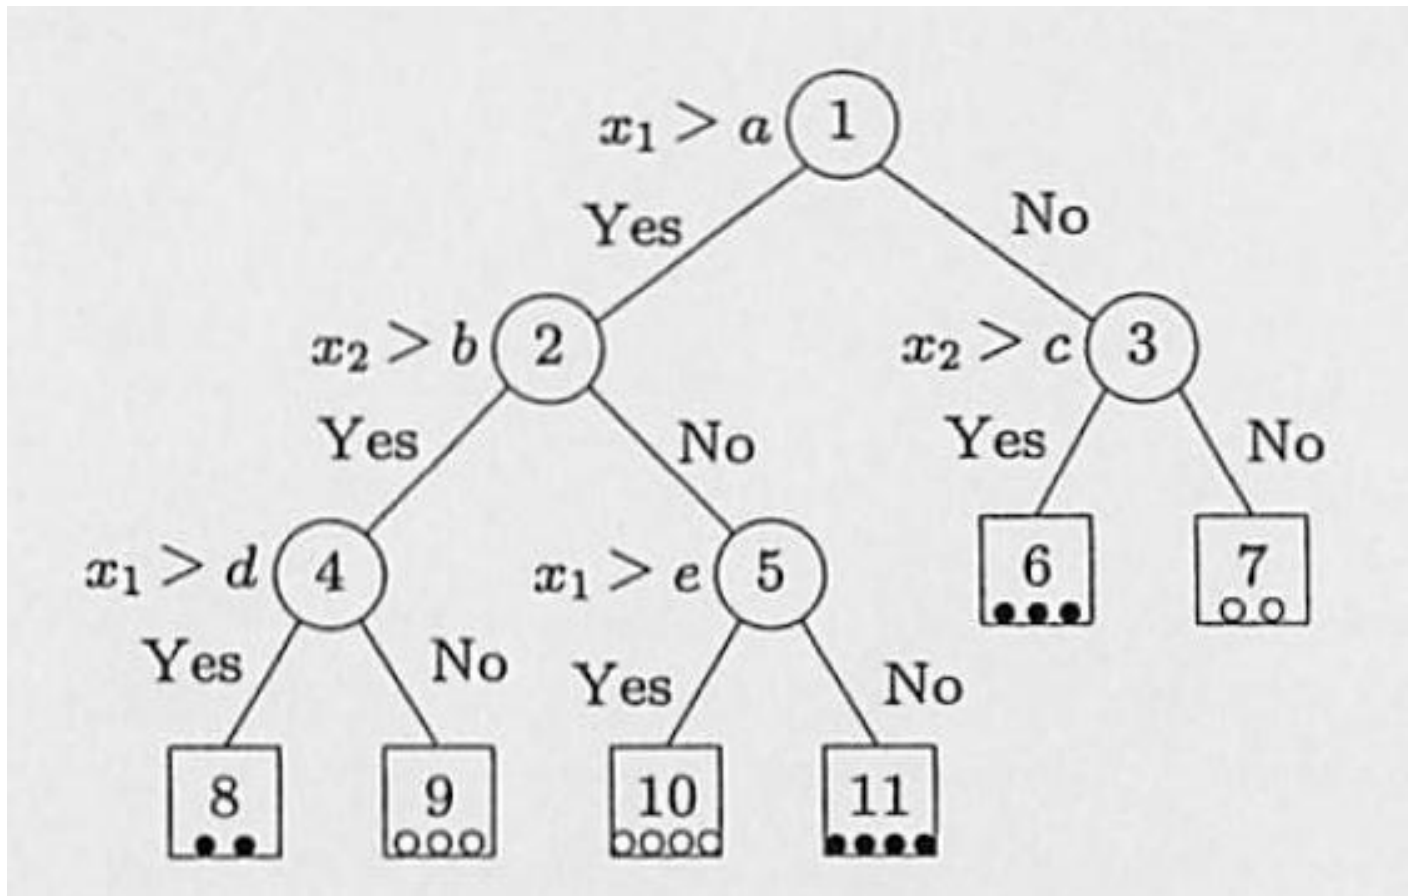 x₁ > a 1
Yes No
x₂ > b 2 x₂ > c 3
Yes No Yes No
x₁ > d 4 x₁ > e 5 6 7
Yes No Yes No
8 9 10 11